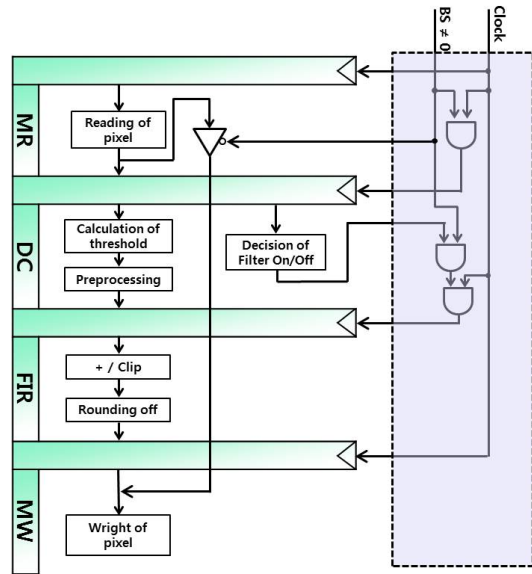 BS ≠ 0
Clock
MR
Reading of
pixel
DC
Calculation of
threshold
Preprocessing
Decision of
Filter On/Off
FIR
+ / Clip
Rounding off
MW
Wright of
pixel